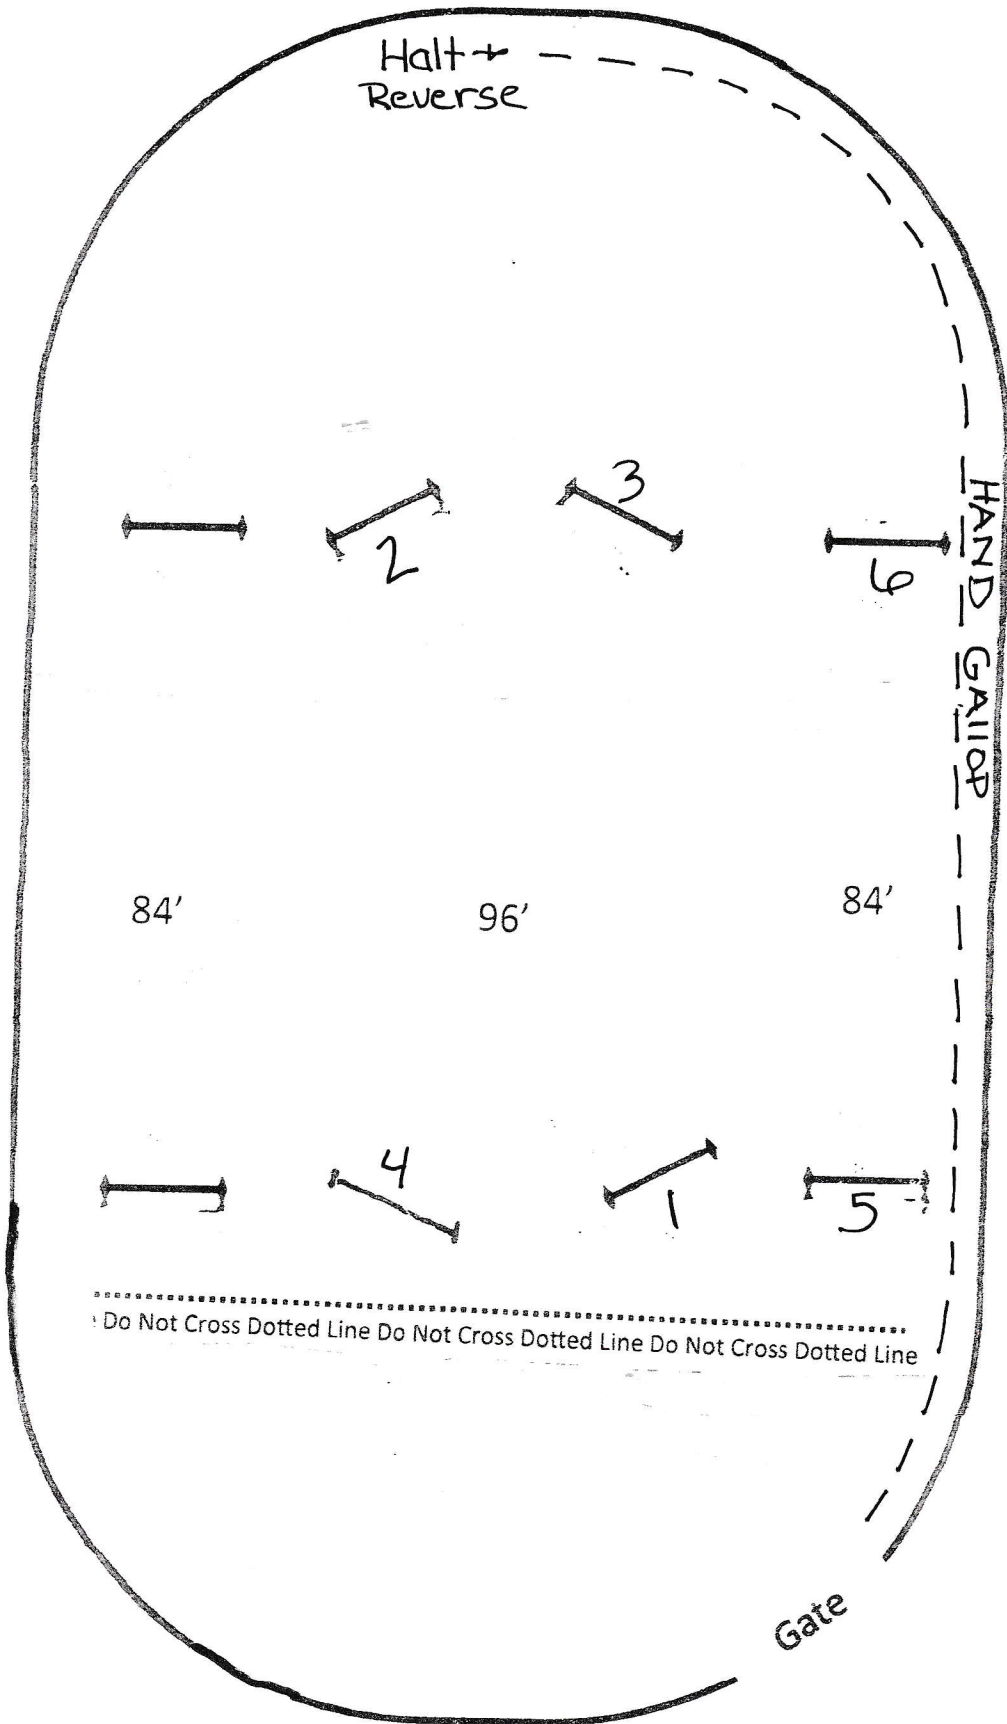 Halt +
Reverse
3
2
6
HAND GAllOP
84'
96'
84'
4
1
5
Do Not Cross Dotted Line Do Not Cross Dotted Line Do Not Cross Dotted Line
Gate